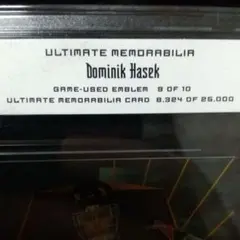 ULTIMATE MEMORABILIA
Dominik Hasek
GAME-USED EMBLEM 8 OF 10
ULTIMATE MEMORABILIA CARD 8,324 OF 25,000